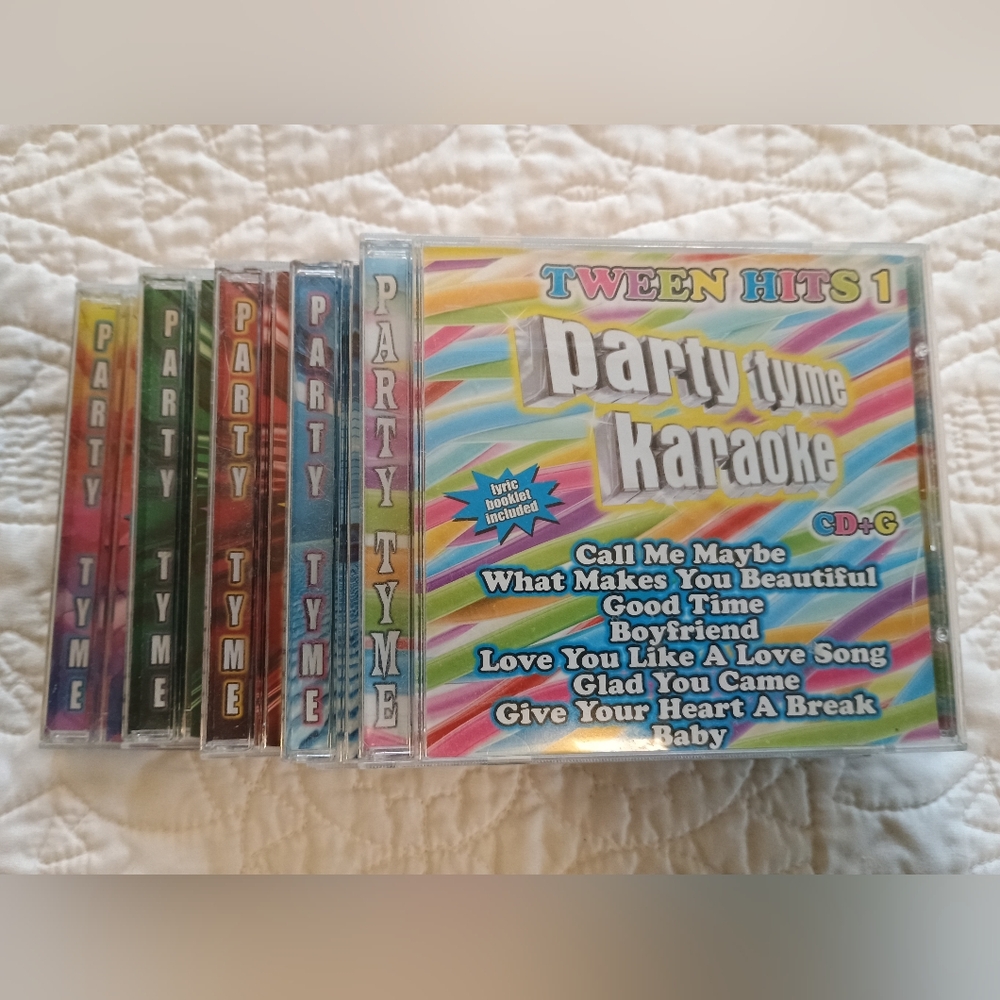 PARTY TYME
PARTY TYME
PARTY TYME
PARTY TYME
PARTY TYME
TWEEN HITS 1
party tyme
karaoke
lyric
booklet
included
CD+G
Call Me Maybe
What Makes You Beautiful
Good Time
Boyfriend
Love You Like A Love Song
Glad You Came
Give Your Heart A Break
Baby